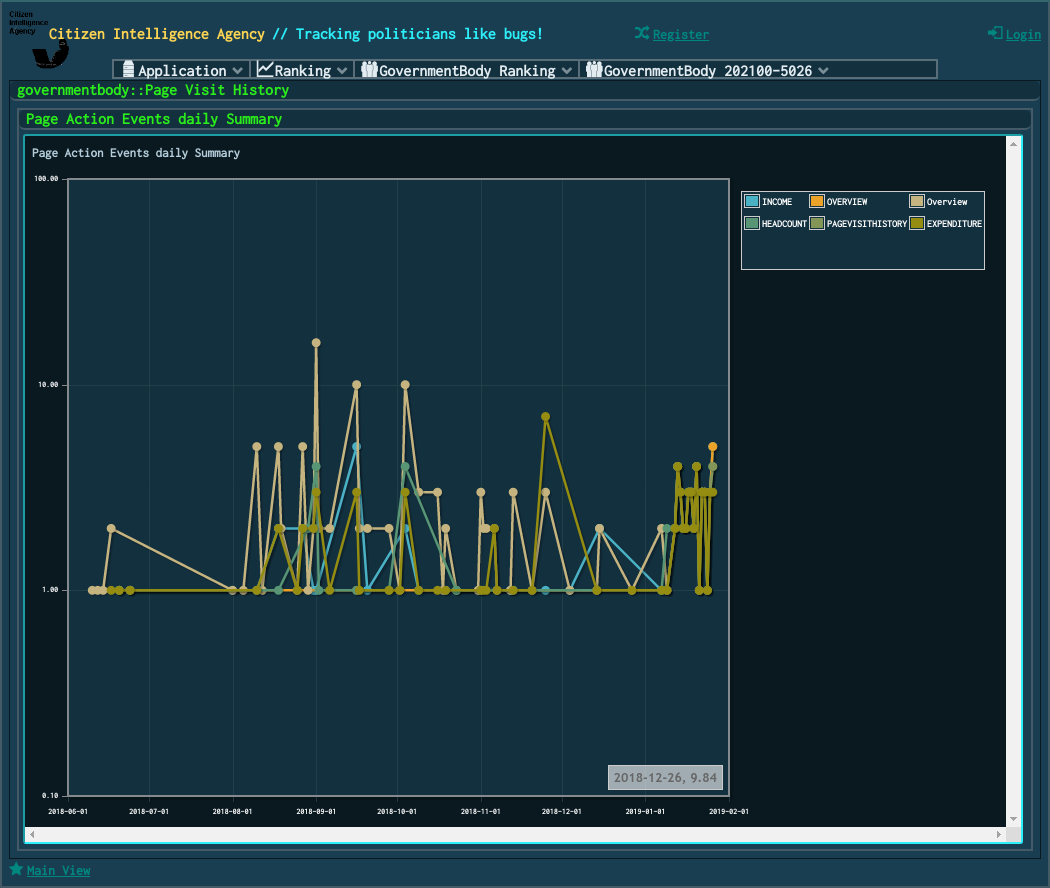 Citizen
Intelligence
Agency
Citizen Intelligence Agency // Tracking politicians like bugs!
Register
Login
Application
Ranking
GovernmentBody Ranking
GovernmentBody 202100-5026
governmentbody::Page Visit History
Page Action Events daily Summary
Page Action Events daily Summary
100.00
10.00
1.00
0.10
INCOME OVERVIEW Overview
HEADCOUNT PAGEVISITHISTORY EXPENDITURE
2018-12-26, 9.84
2018-06-01 2018-07-01 2018-08-01 2018-09-01 2018-10-01 2018-11-01 2018-12-01 2019-01-01 2019-02-01
Main View